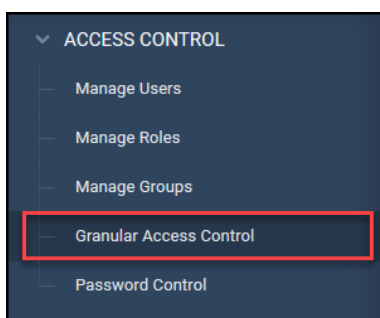 ACCESS CONTROL
Manage Users
Manage Roles
Manage Groups
Granular Access Control
Password Control